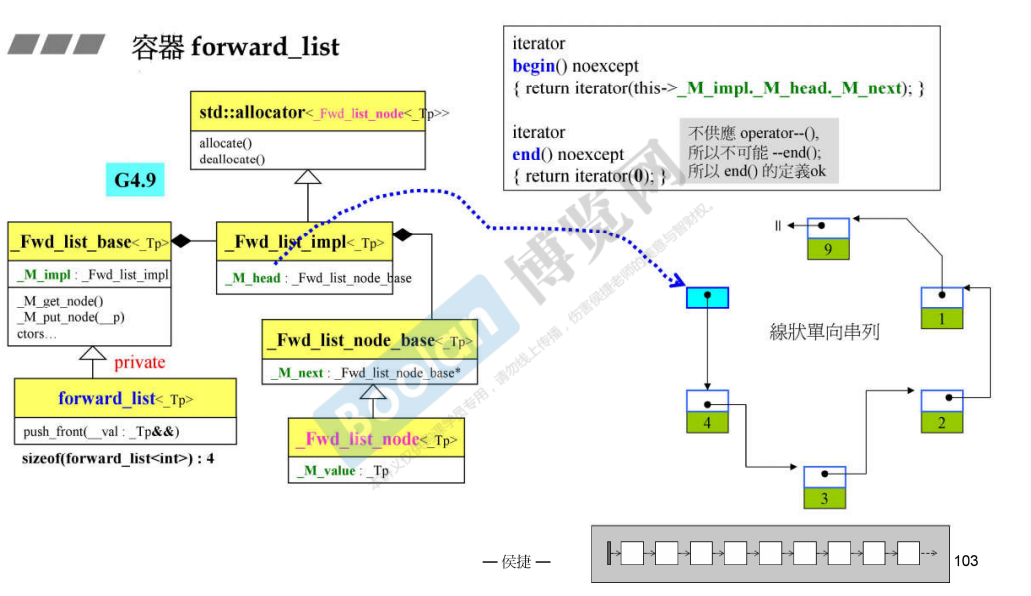 容器 forward_list
iterator
begin() noexcept
{ return iterator(this->_M_impl._M_head._M_next); }
iterator
end() noexcept
{ return iterator(0); }
不供應 operator--(),
所以不可能 --end();
所以 end() 的定義ok
std::allocator<_Fwd_list_node<_Tp>>
allocate()
deallocate()
G4.9
_Fwd_list_base<_Tp>
_M_impl : _Fwd_list_impl
_M_get_node()
_M_put_node(__p)
ctors…
_Fwd_list_impl<_Tp>
_M_head : _Fwd_list_node_base
_Fwd_list_node_base<_Tp>
_M_next : _Fwd_list_node_base*
private
forward_list<_Tp>
push_front(__val : _Tp&&)
sizeof(forward_list<int>) : 4
_Fwd_list_node<_Tp>
_M_value : _Tp
9
1
線狀單向串列
4
2
3
博览网
Boolan
— 侯捷 —
103